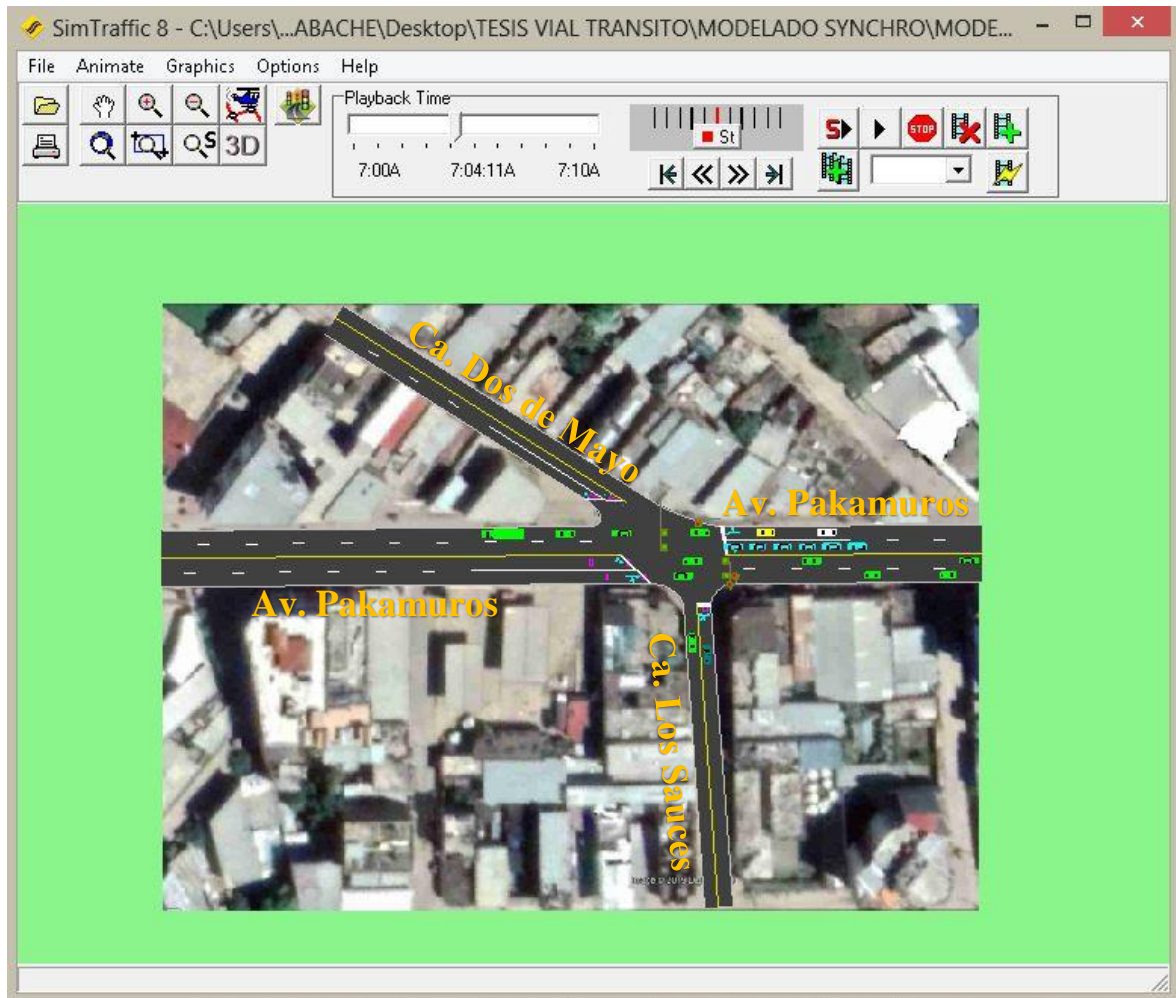 SimTraffic 8 - C:\Users\...ABACHE\Desktop\TESIS VIAL TRANSITO\MODELADO SYNCHRO\MODE...
File Animate Graphics Options Help
Playback Time
St
S
STOP
S 3D
7:00A 7:04:11A 7:10A
Ca. Dos de Mayo
Av. Pakamuros
Av. Pakamuros
Ca. Los Sauces